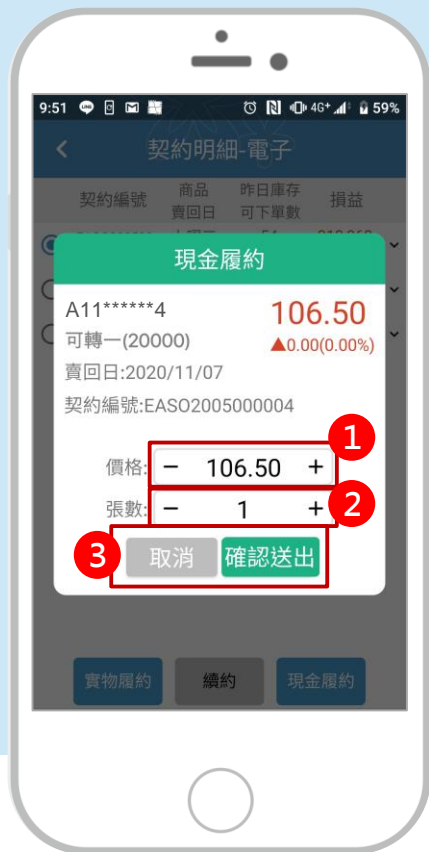 9:51 4G+ 59%
契約明細-電子
契約編號 商品 昨日庫存 損益
賣回日 可下單數
現金履約
A11******4 106.50
可轉一(20000) ▲0.00(0.00%)
賣回日:2020/11/07
契約編號:EASO2005000004
1
價格: − 106.50 +
張數: − 1 + 2
3 取消 確認送出
實物履約 續約 現金履約